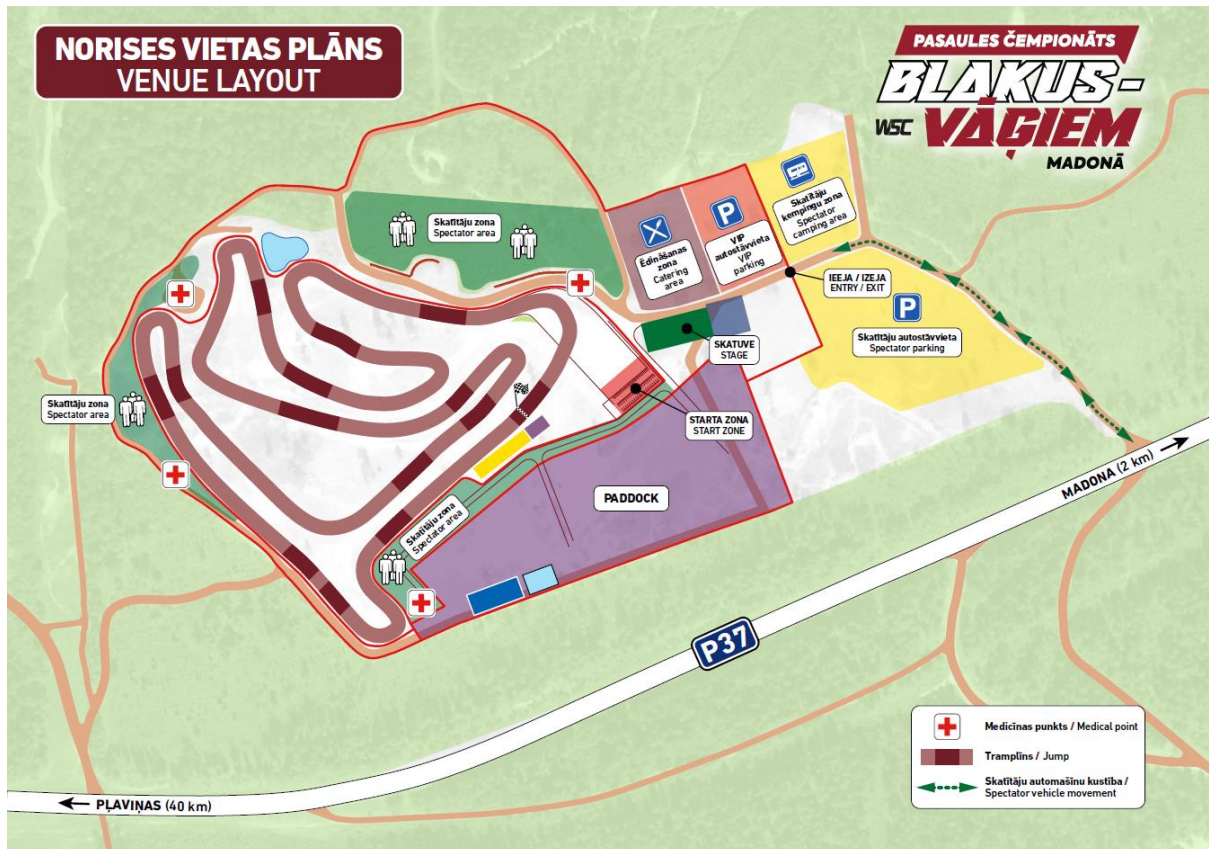 NORISES VIETAS PLĀNS
VENUE LAYOUT
PASAULES ČEMPIONĀTS
BLAKUS-
WSC VĀĢIEM
MADONĀ
Skatītāju zona
Spectator area
Ēdināšanas
zona
Catering
area
P
VIP
autostāvvieta
VIP
parking
Skatītāju
kempingu zona
Spectator
camping area
IEEJA / IZEJA
ENTRY / EXIT
P
Skatītāju autostāvvieta
Spectator parking
SKATUVE
STAGE
STARTA ZONA
START ZONE
Skatītāju zona
Spectator area
PADDOCK
Skatītāju zona
Spectator area
MADONA (2 km)
P37
PĻAVIŅAS (40 km)
Medicīnas punkts / Medical point
Tramplīns / Jump
Skatītāju automašīnu kustība /
Spectator vehicle movement